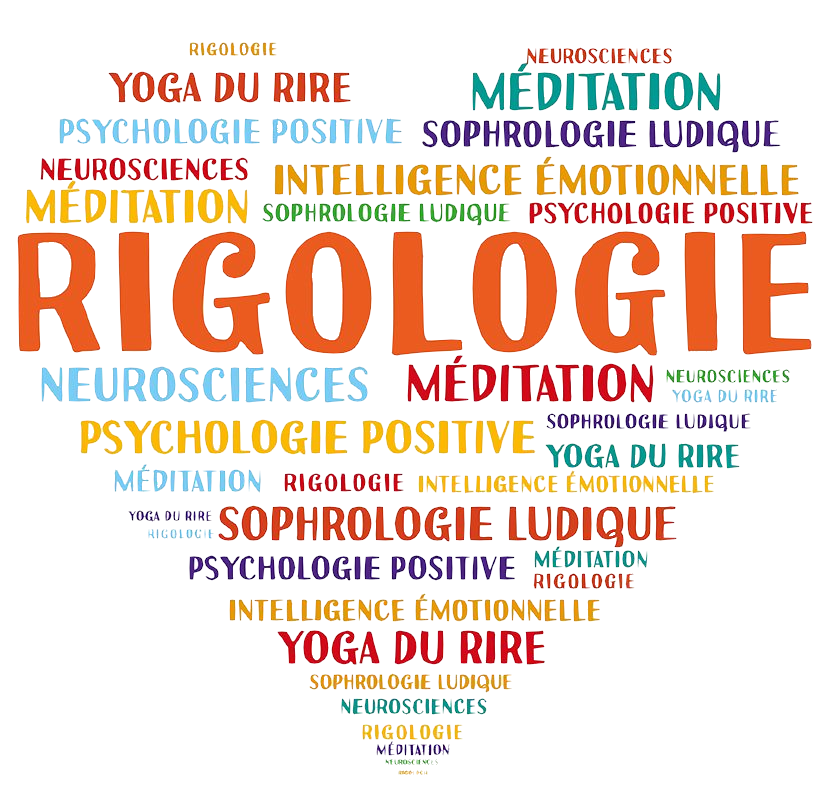 RIGOLOGIE
NEUROSCIENCES
YOGA DU RIRE
MÉDITATION
PSYCHOLOGIE POSITIVE
SOPHROLOGIE LUDIQUE
NEUROSCIENCES
INTELLIGENCE ÉMOTIONNELLE
MÉDITATION
SOPHROLOGIE LUDIQUE
PSYCHOLOGIE POSITIVE
RIGOLOGIE
NEUROSCIENCES
MÉDITATION
NEUROSCIENCES
YOGA DU RIRE
PSYCHOLOGIE POSITIVE
SOPHROLOGIE LUDIQUE
YOGA DU RIRE
MÉDITATION
RIGOLOGIE
INTELLIGENCE ÉMOTIONNELLE
YOGA DU RIRE
SOPHROLOGIE LUDIQUE
RIGOLOGIE
PSYCHOLOGIE POSITIVE
MÉDITATION
RIGOLOGIE
INTELLIGENCE ÉMOTIONNELLE
YOGA DU RIRE
SOPHROLOGIE LUDIQUE
NEUROSCIENCES
RIGOLOGIE
MÉDITATION
NEUROSCIENCES
RIGOLOGIE